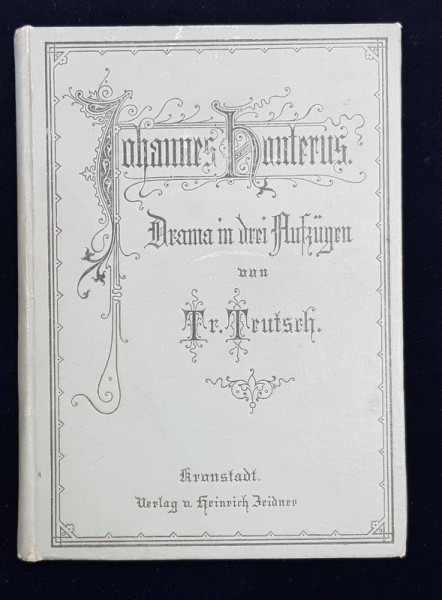 Johannes Honterus.
Drama in drei Aufzügen
von
Tr. Teutsch.
Kronstadt.
Verlag v. Heinrich Zeidner